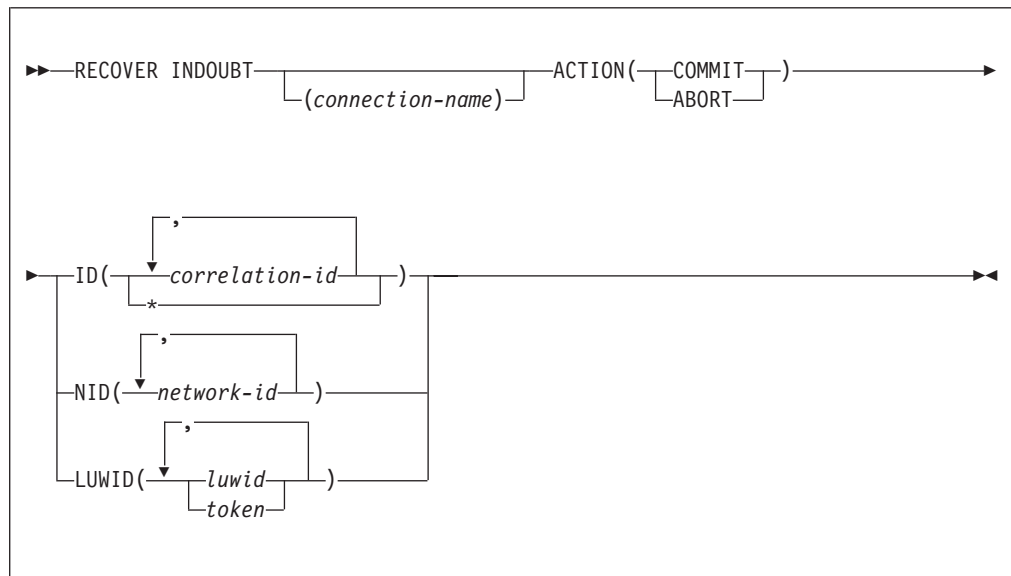 RECOVER INDOUBT (connection-name) ACTION( COMMIT )
ABORT
,
ID( correlation-id )
*
,
NID( network-id )
,
LUWID( luwid )
token